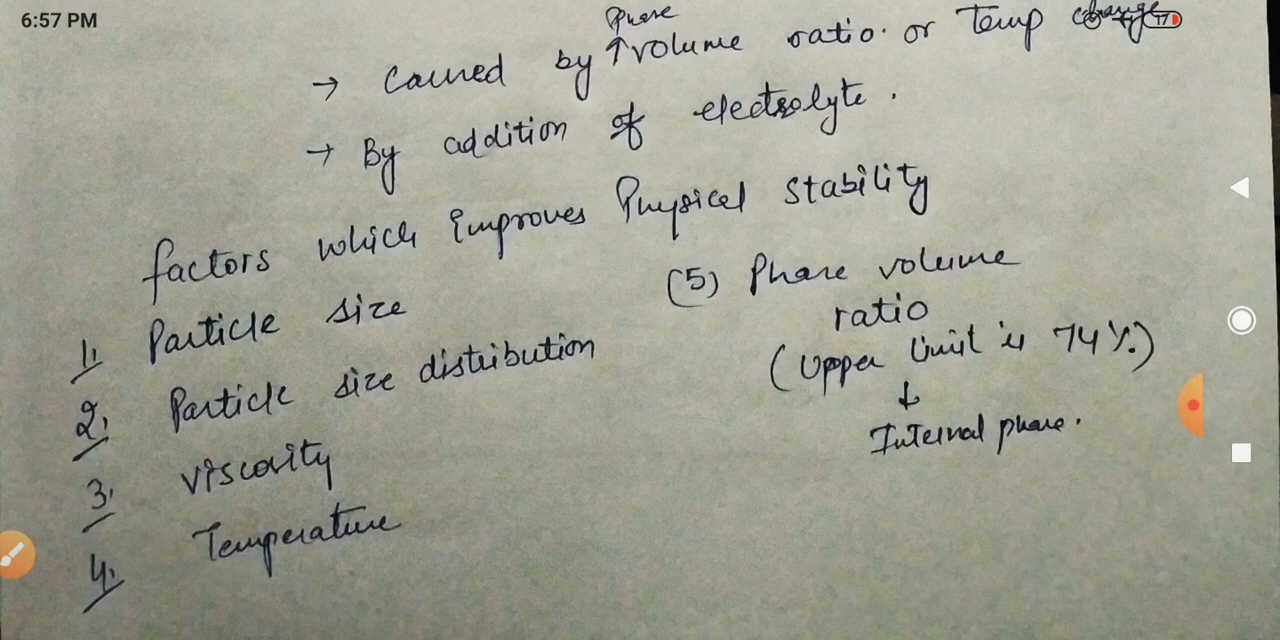 6:57 PM
17
Phase
→ Caused by ↑ volume ratio. or Temp change
→ By addition of electrolyte.
factors which improves Physical stability
1. Particle size
2. Particle size distribution
3. viscosity
4. Temperature
(5) Phase volume
ratio
(Upper limit is 74%)
↓
Internal phase.